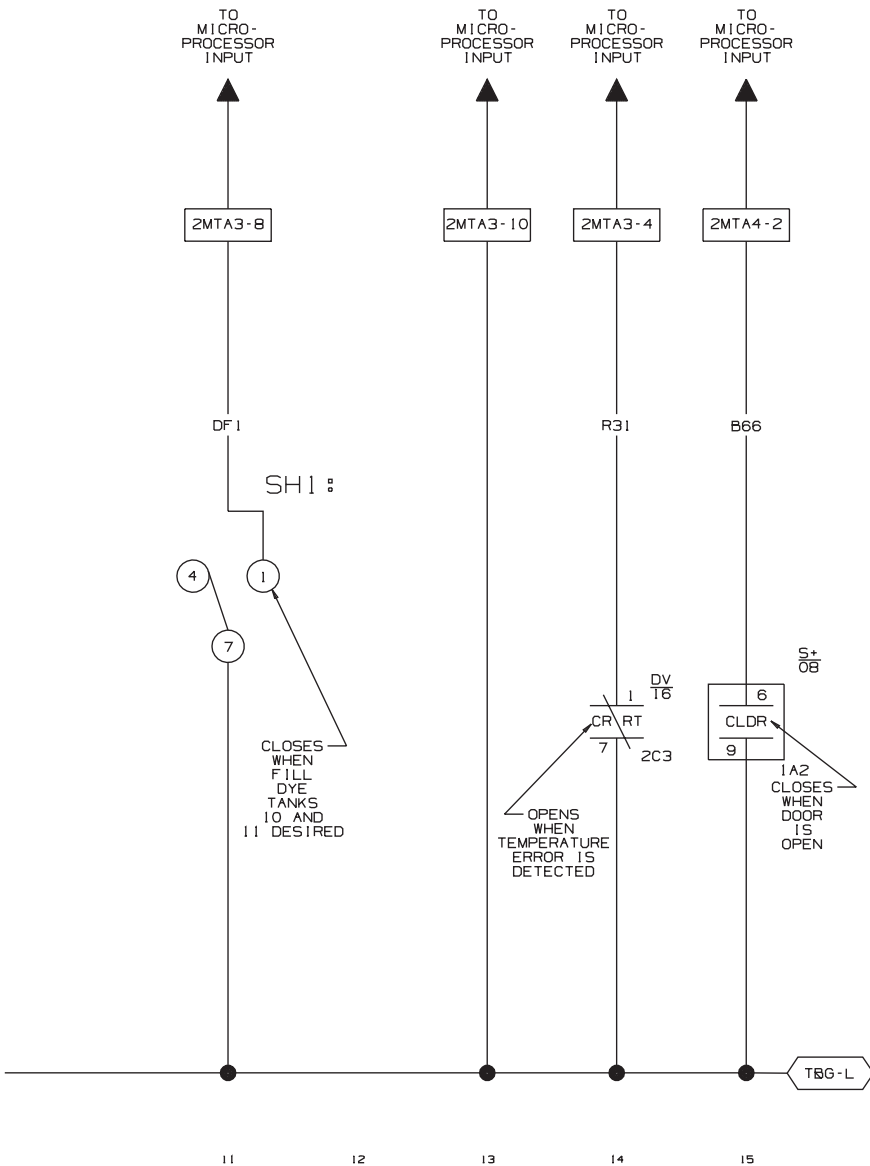 TO
MICRO-
PROCESSOR
INPUT
TO
MICRO-
PROCESSOR
INPUT
TO
MICRO-
PROCESSOR
INPUT
TO
MICRO-
PROCESSOR
INPUT
2MTA3-8
2MTA3-10
2MTA3-4
2MTA4-2
DF1
R31
B66
SH1
4
1
7
CLOSES
WHEN
FILL
DYE
TANKS
10 AND
11 DESIRED
DV
16
1
CR RT
7
2C3
OPENS
WHEN
TEMPERATURE
ERROR IS
DETECTED
S+
08
6
CLDR
9
1A2
CLOSES
WHEN
DOOR
IS
OPEN
11
12
13
14
15